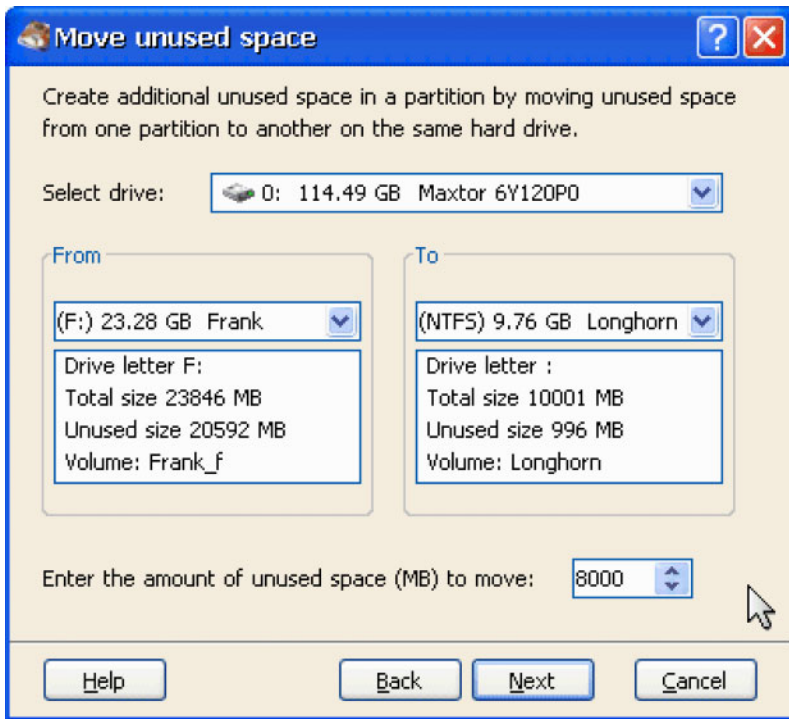 Move unused space
Create additional unused space in a partition by moving unused space
from one partition to another on the same hard drive.
Select drive: 0: 114.49 GB Maxtor 6Y120P0
From
(F:) 23.28 GB Frank
Drive letter F:
Total size 23846 MB
Unused size 20592 MB
Volume: Frank_f
To
(NTFS) 9.76 GB Longhorn
Drive letter :
Total size 10001 MB
Unused size 996 MB
Volume: Longhorn
Enter the amount of unused space (MB) to move: 8000
Help Back Next Cancel